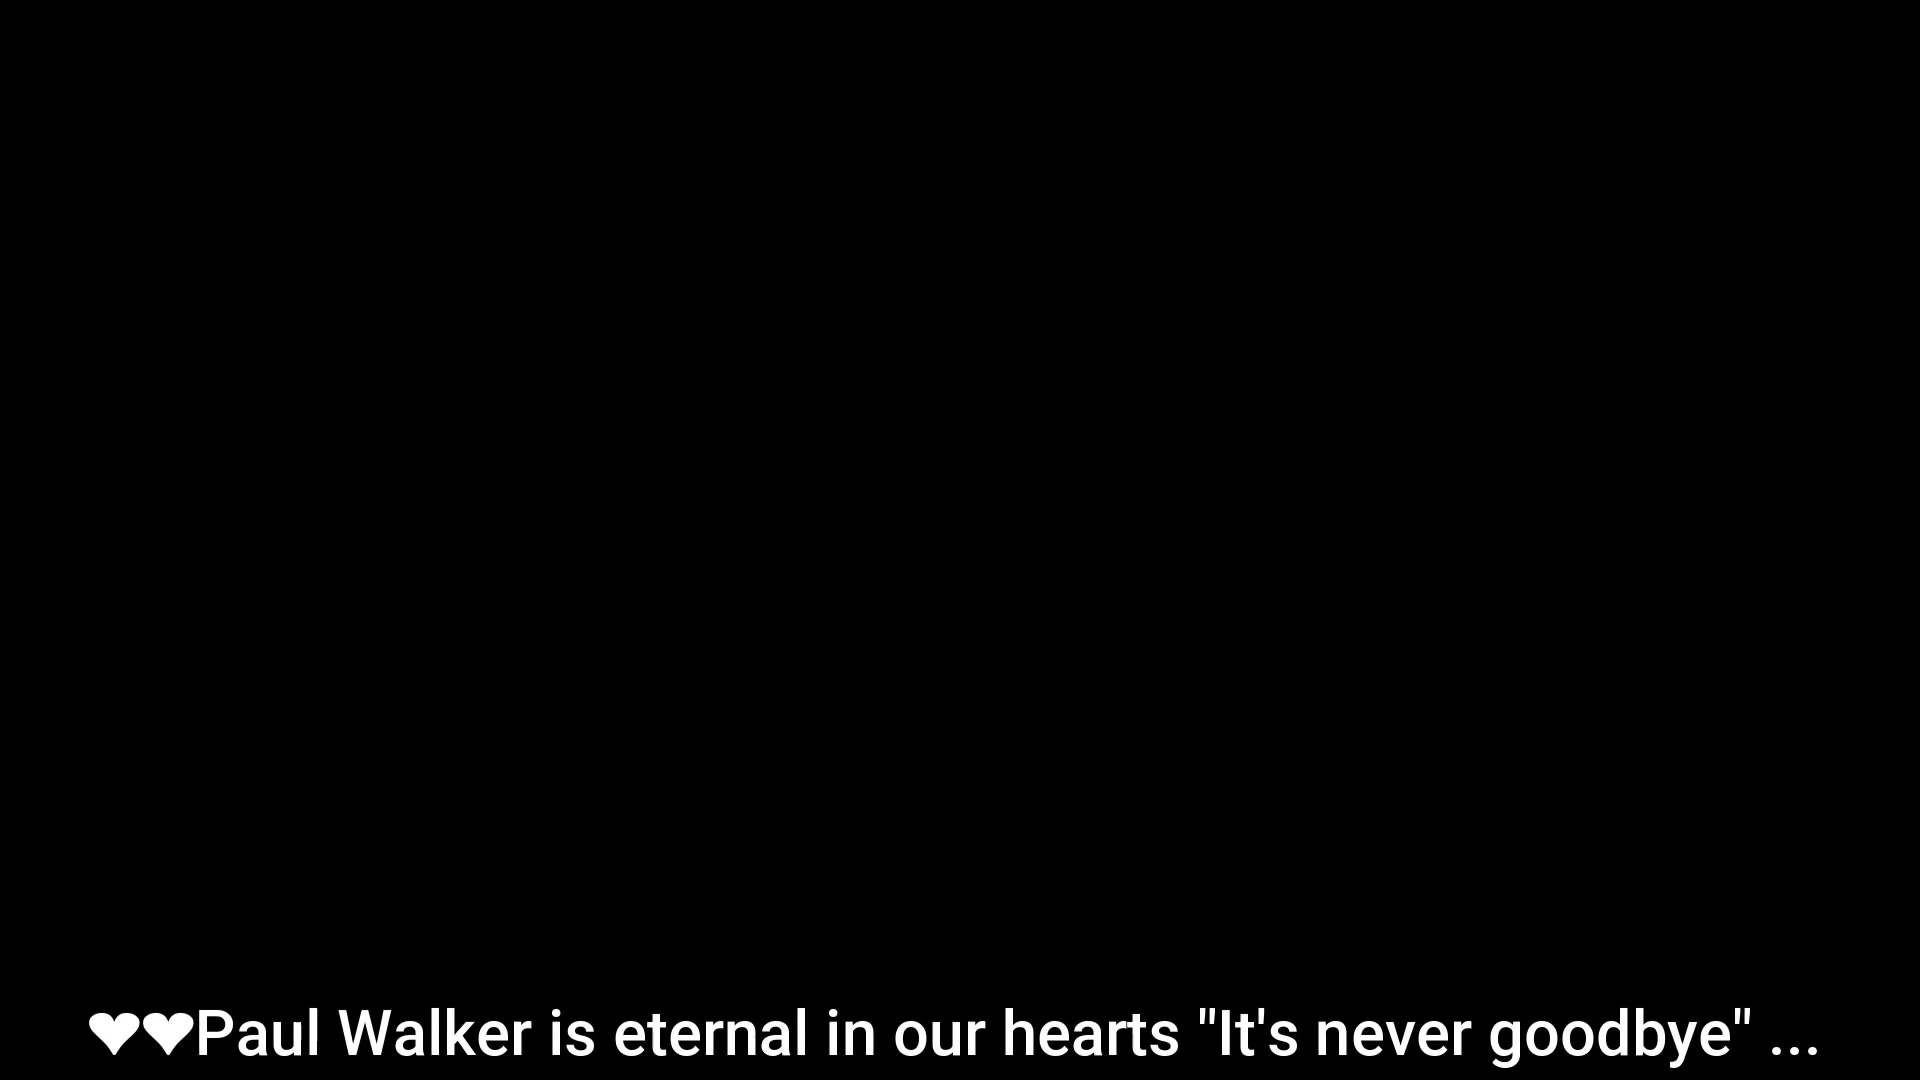 ❤❤Paul Walker is eternal in our hearts "It's never goodbye" ...